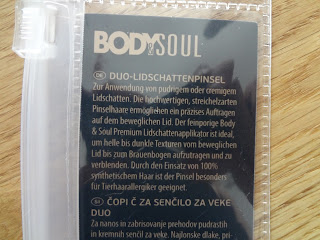 BODY&SOUL
DE DUO-LIDSCHATTENPINSEL
Zur Anwendung von pudrigem oder cremigem
Lidschatten. Die hochwertigen, streichelzarten
Pinselhaare ermöglichen ein präzises Auftragen
auf dem beweglichen Lid. Der feinporige Body
& Soul Premium Lidschattenapplikator ist ideal,
um helle bis dunkle Texturen vom beweglichen
Lid bis zum Brauenbogen aufzutragen und zu
verblenden. Durch den Einsatz von 100%
synthetischem Haar ist der Pinsel besonders
für Tierhaarallergiker geeignet.
SI ČOPI Č ZA SENČILO ZA VEKE
DUO
Za nanos in zabrisovanje prehodov pudrastih
in kremnih senčil za veke. Najlonske dlake, pri-